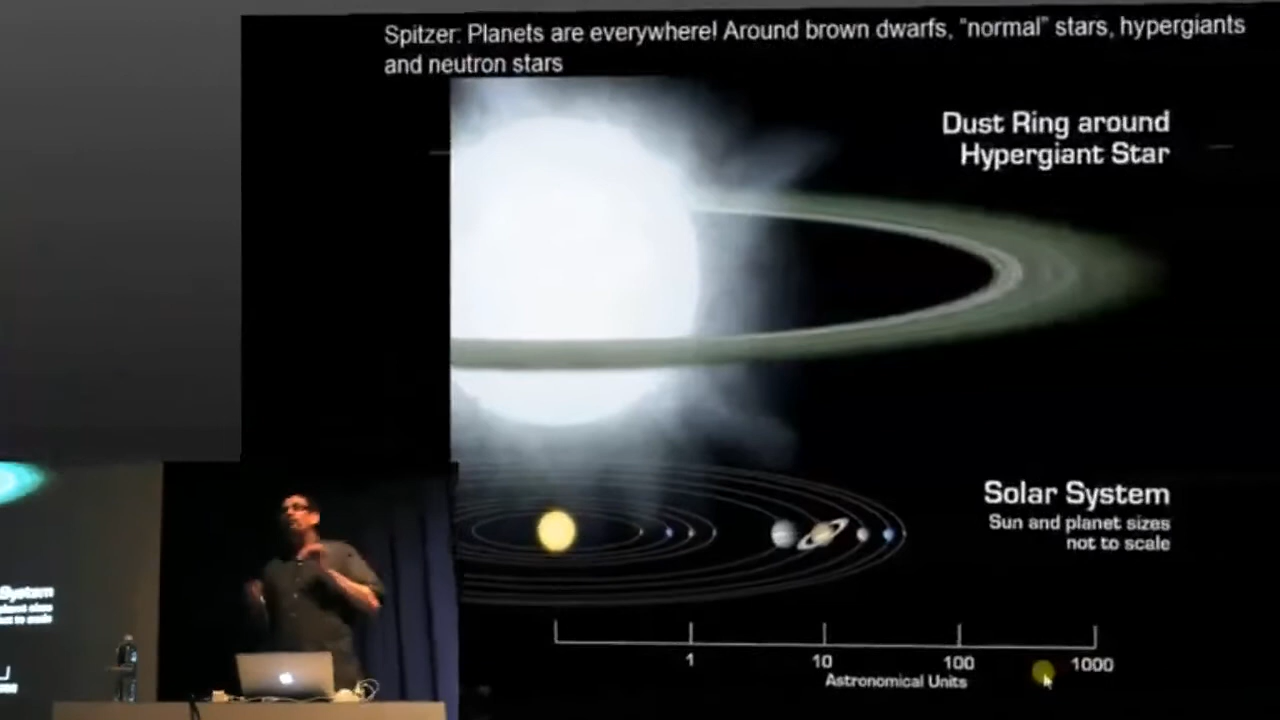 Spitzer: Planets are everywhere! Around brown dwarfs, "normal" stars, hypergiants
and neutron stars
Dust Ring around
Hypergiant Star
Solar System
Sun and planet sizes
not to scale
1 10 100 1000
Astronomical Units
System